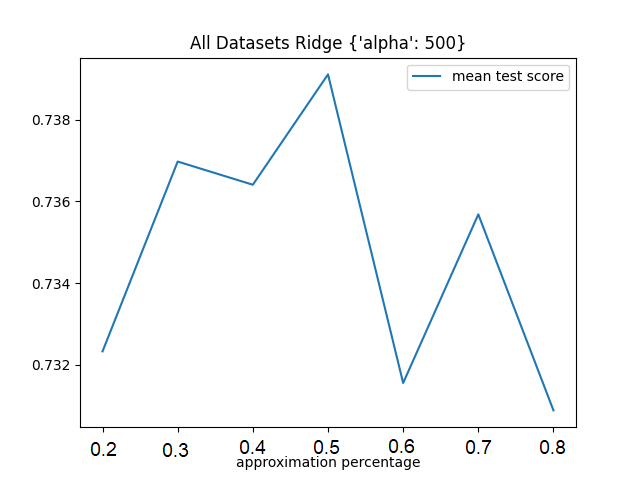 All Datasets Ridge {'alpha': 500}
mean test score
0.738
0.736
0.734
0.732
0.2 0.3 0.4 0.5 0.6 0.7 0.8
approximation percentage